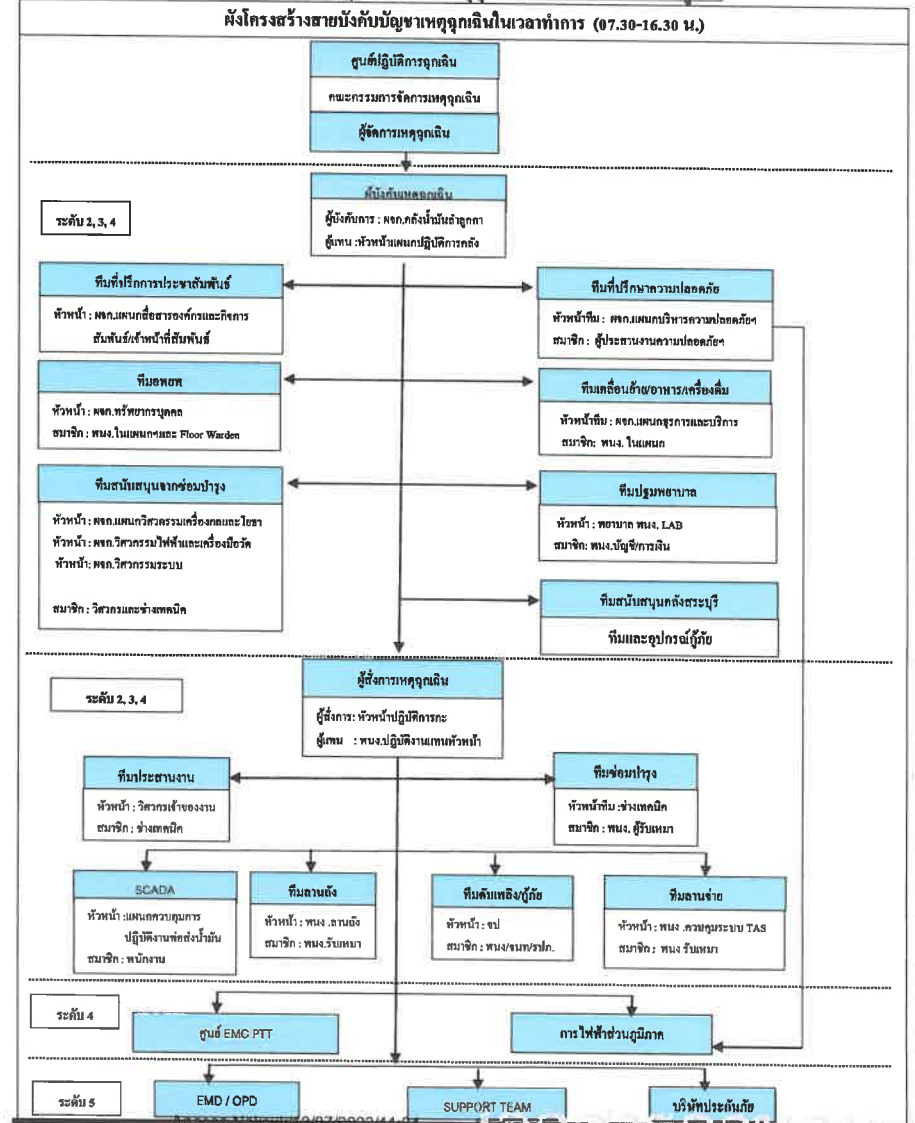 ผังโครงสร้างสายบังคับบัญชาเหตุฉุกเฉินในเวลาทำการ (07.30-16.30 น.)
ศูนย์ปฏิบัติการฉุกเฉิน
คณะกรรมการจัดการเหตุฉุกเฉิน
ผู้จัดการเหตุฉุกเฉิน
ผู้บังคับเหตุฉุกเฉิน
ระดับ 2, 3, 4
ผู้บังคับการ : ผจก.คลังน้ำมันลำลูกกา
ผู้แทน :หัวหน้าแผนกปฏิบัติการคลัง
ทีมที่ปรึกการประชาสัมพันธ์
หัวหน้า : ผจก.แผนกสื่อสารองค์กรและกิจการ
สัมพันธ์/เจ้าหน้าที่สัมพันธ์
ทีมที่ปรึกษาความปลอดภัย
หัวหน้าทีม : ผจก.แผนกบริหารความปลอดภัยฯ
สมาชิก : ผู้ประสานงานความปลอดภัยฯ
ทีมอพยพ
หัวหน้า : ผจก.ทรัพยากรบุคคล
สมาชิก : พนง.ในแผนกฯและ Floor Warden
ทีมเคลื่อนย้าย/อาหาร/เครื่องดื่ม
หัวหน้าทีม : ผจก.แผนกธุรการและบริการ
สมาชิก: พนง. ในแผนก
ทีมสนับสนุนจากซ่อมบำรุง
หัวหน้า : ผจก.แผนกวิศวกรรมเครื่องกลและโยธา
หัวหน้า : ผจก.วิศวกรรมไฟฟ้าและเครื่องมือวัด
หัวหน้า: ผจก.วิศวกรรมระบบ
สมาชิก : วิศวกรและช่างเทคนิค
ทีมปฐมพยาบาล
หัวหน้า : พยาบาล พนง. LAB
สมาชิก: พนง.บัญชี/การเงิน
ทีมสนับสนุนคลังสระบุรี
ทีมและอุปกรณ์กู้ภัย
ระดับ 2, 3, 4
ผู้สั่งการเหตุฉุกเฉิน
ผู้สั่งการ: หัวหน้าปฏิบัติการกะ
ผู้แทน : พนง.ปฏิบัติงานแทนหัวหน้า
ทีมประสานงาน
หัวหน้า : วิศวกรเจ้าของงาน
สมาชิก : ช่างเทคนิค
ทีมซ่อมบำรุง
หัวหน้าทีม :ช่างเทคนิค
สมาชิก : พนง. ผู้รับเหมา
SCADA
หัวหน้า :แผนกควบคุมการ
ปฏิบัติงานท่อส่งน้ำมัน
สมาชิก : พนักงาน
ทีมลานถัง
หัวหน้า : พนง .ลานถัง
สมาชิก : พนง.รับเหมา
ทีมดับเพลิง/กู้ภัย
หัวหน้า : จป
สมาชิก : พนง/จนท/รปภ.
ทีมลานจ่าย
หัวหน้า : พนง .ควบคุมระบบ TAS
สมาชิก : พนง รับเหมา
ระดับ 4
ศูนย์ EMC PTT
การไฟฟ้าส่วนภูมิภาค
ระดับ 5
EMD / OPD
SUPPORT TEAM
บริษัทประกันภัย